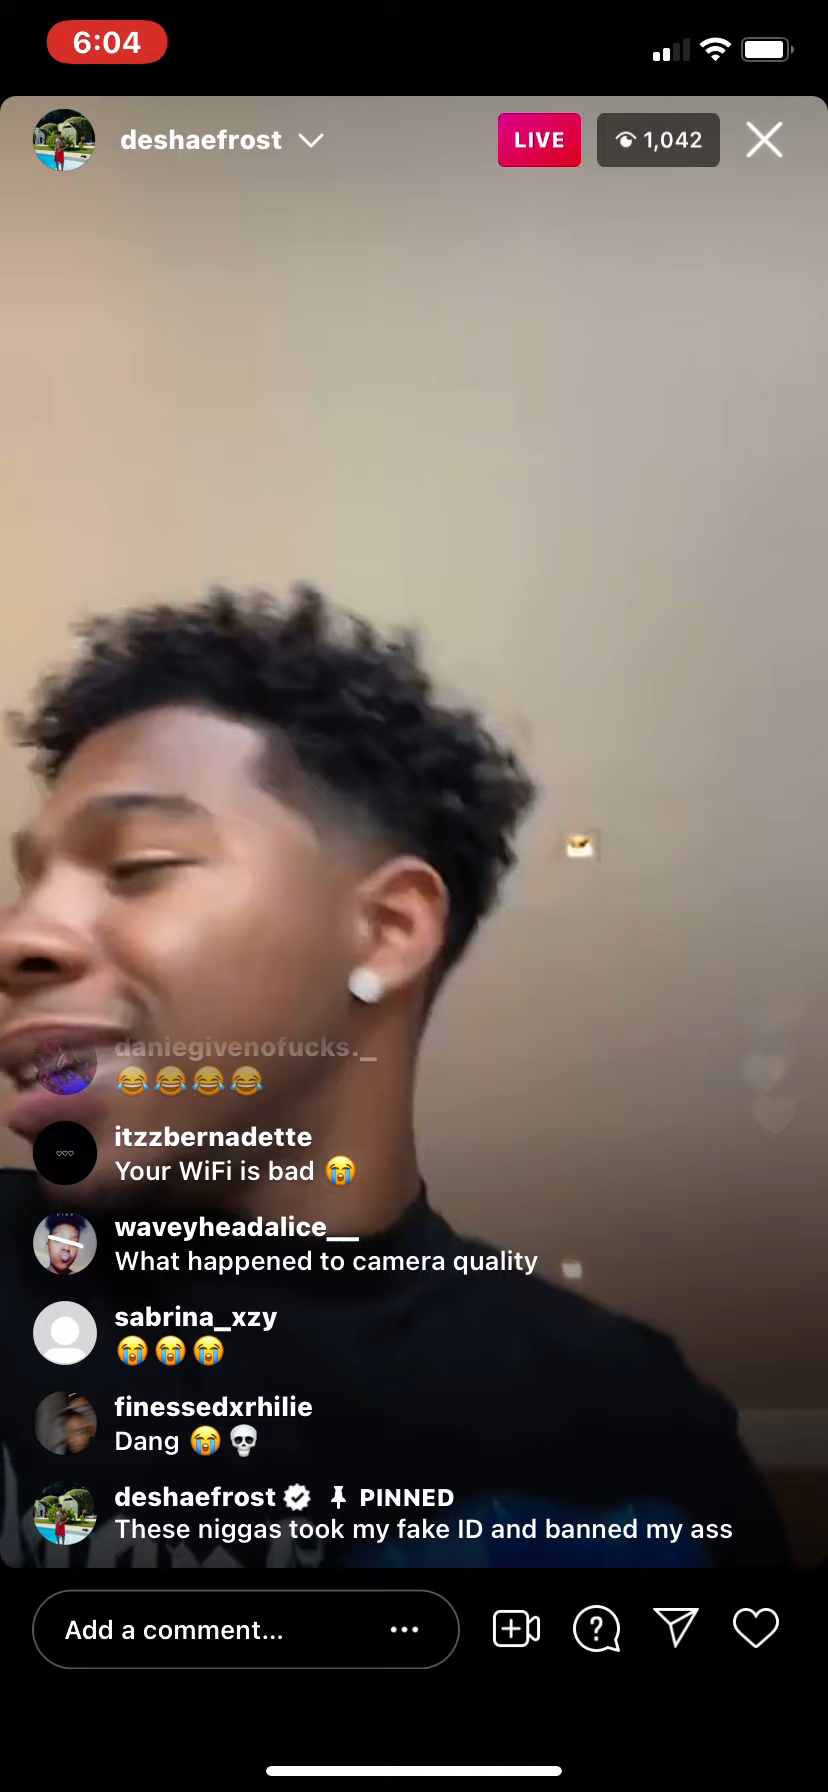 6:04
deshaefrost
LIVE
1,042
daniegivenofucks._
😂😂😂😂
itzzbernadette
Your WiFi is bad 😭
waveyheadalice__
What happened to camera quality
sabrina_xzy
😭😭😭
finessedxrhilie
Dang 😭💀
deshaefrost PINNED
These niggas took my fake ID and banned my ass
Add a comment...